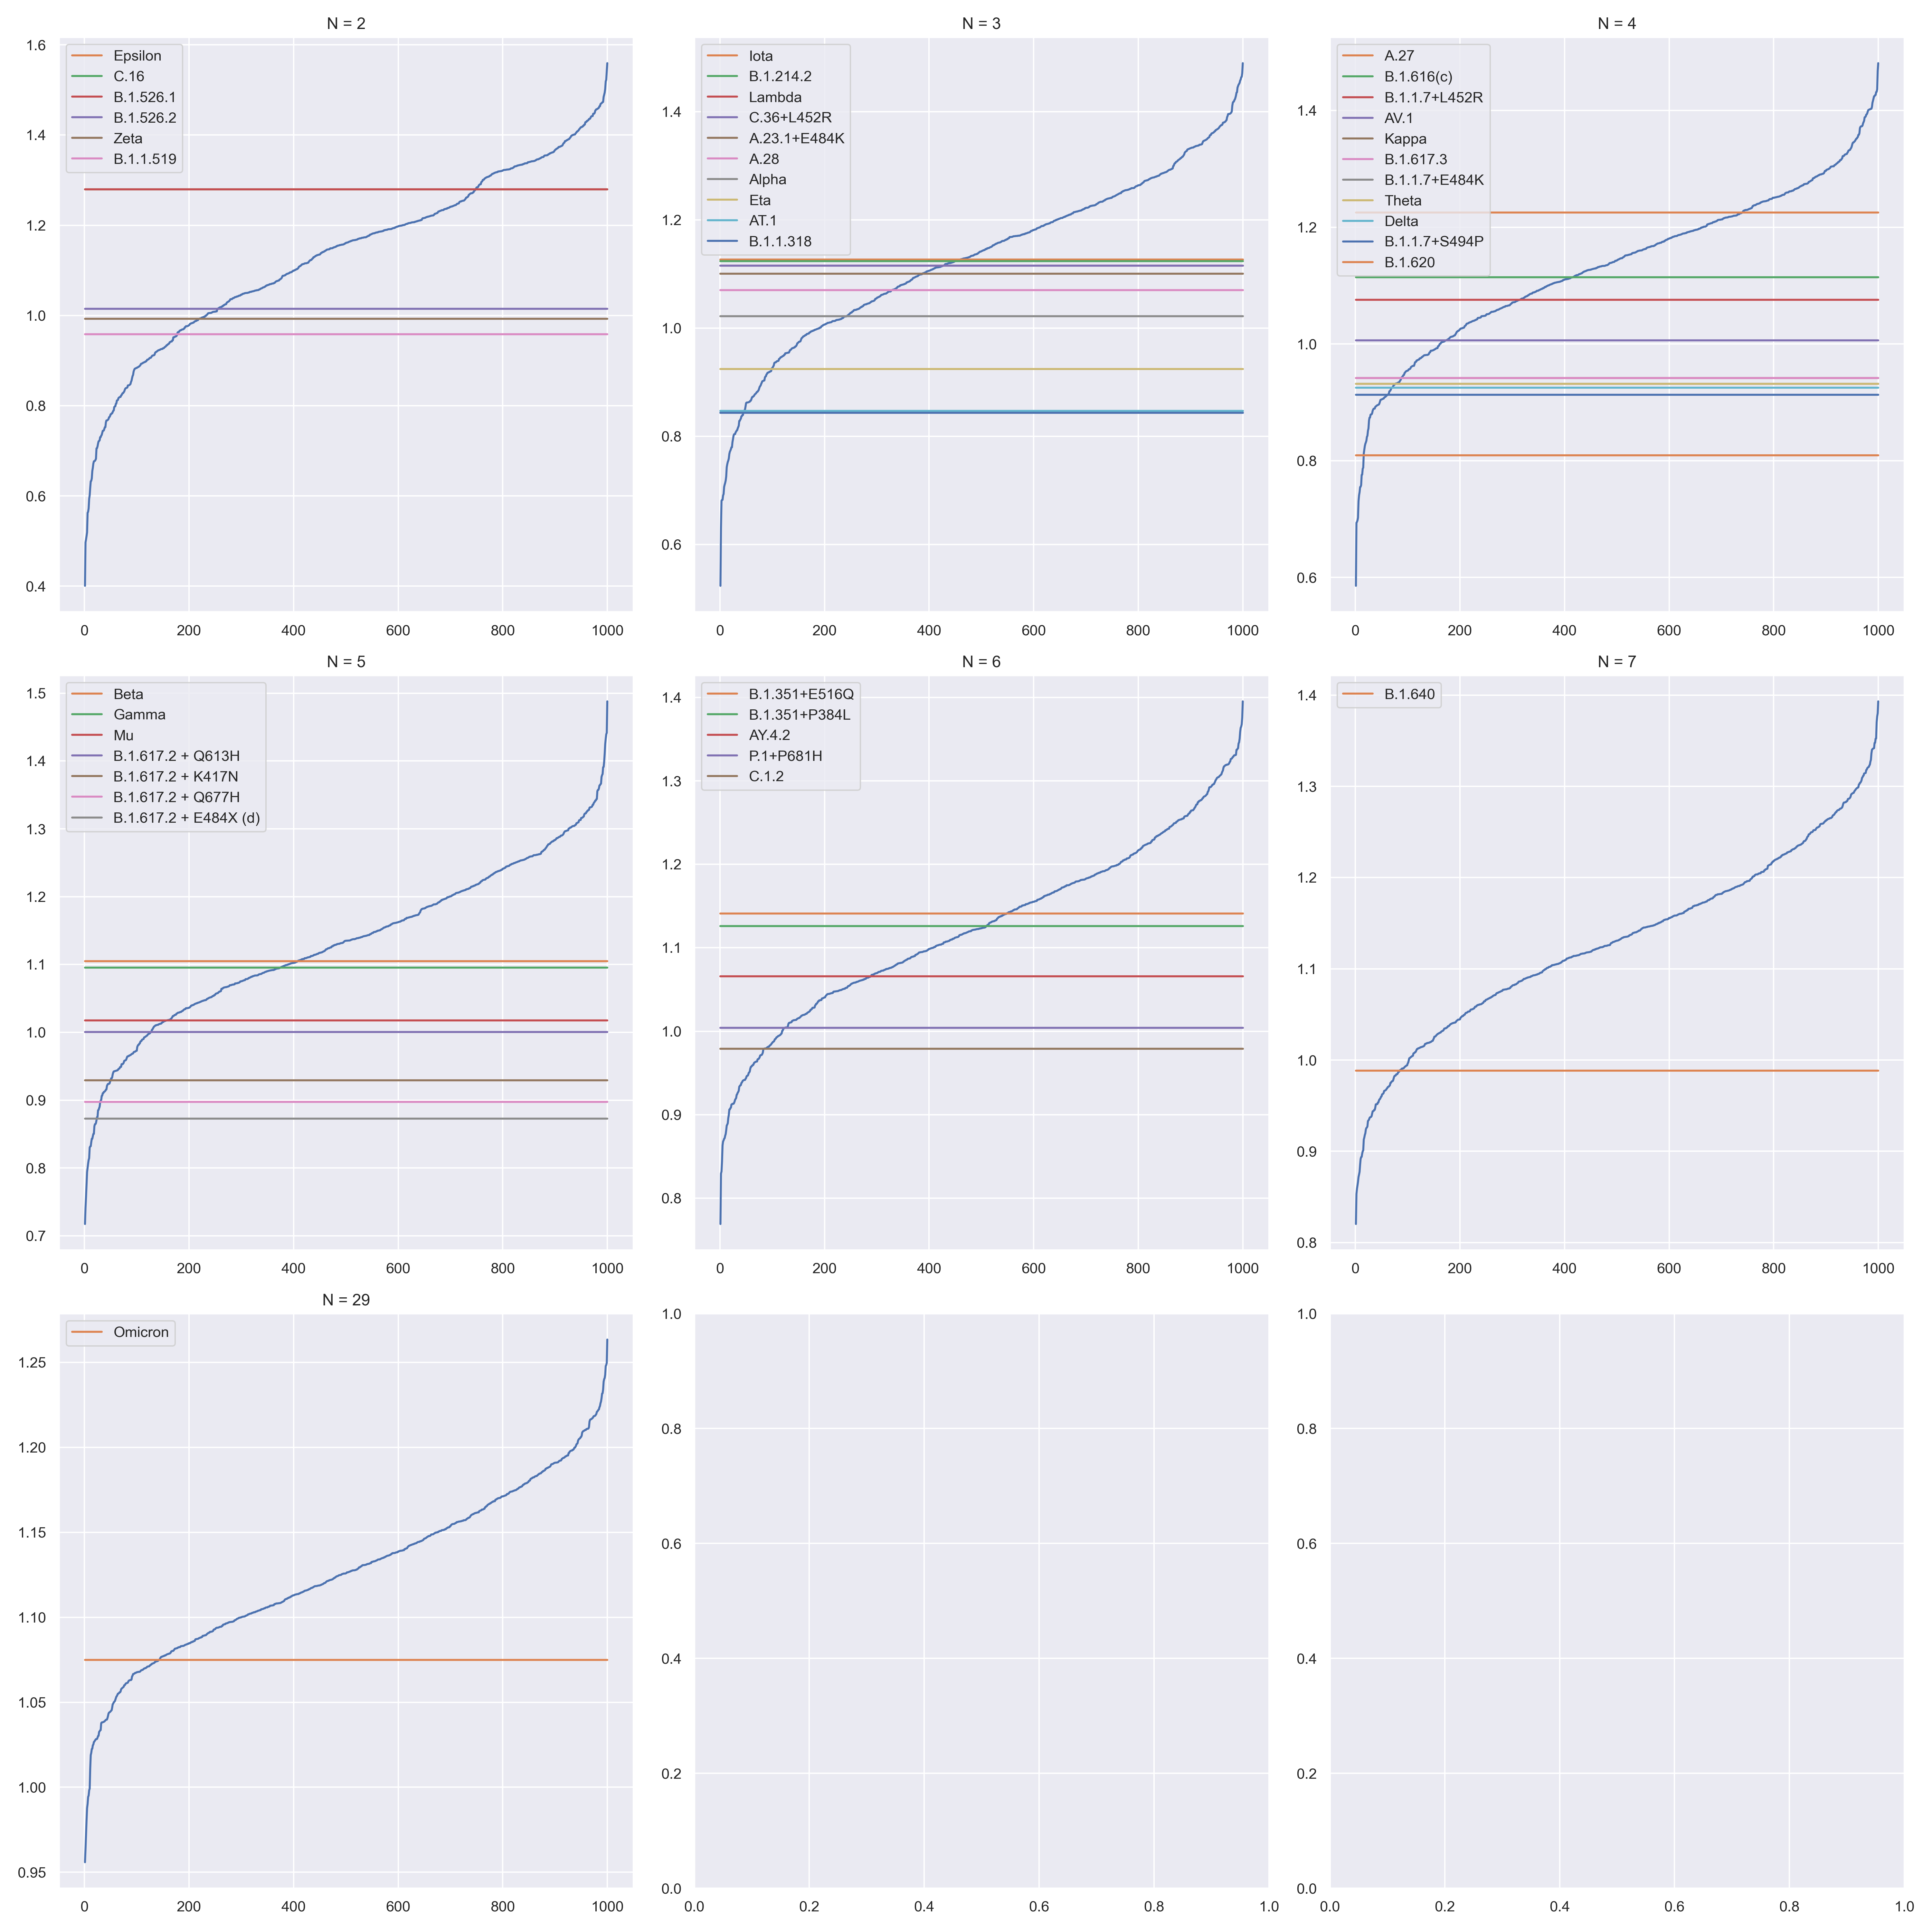 N = 2
1.6
1.4
1.2
1.0
0.8
0.6
0.4
Epsilon
C.16
B.1.526.1
B.1.526.2
Zeta
B.1.1.519
0 200 400 600 800 1000
N = 3
1.4
1.2
1.0
0.8
0.6
Iota
B.1.214.2
Lambda
C.36+L452R
A.23.1+E484K
A.28
Alpha
Eta
AT.1
B.1.1.318
0 200 400 600 800 1000
N = 4
1.4
1.2
1.0
0.8
0.6
A.27
B.1.616(c)
B.1.1.7+L452R
AV.1
Kappa
B.1.617.3
B.1.1.7+E484K
Theta
Delta
B.1.1.7+S494P
B.1.620
0 200 400 600 800 1000
N = 5
1.5
1.4
1.3
1.2
1.1
1.0
0.9
0.8
0.7
Beta
Gamma
Mu
B.1.617.2 + Q613H
B.1.617.2 + K417N
B.1.617.2 + Q677H
B.1.617.2 + E484X (d)
0 200 400 600 800 1000
N = 6
1.4
1.3
1.2
1.1
1.0
0.9
0.8
B.1.351+E516Q
B.1.351+P384L
AY.4.2
P.1+P681H
C.1.2
0 200 400 600 800 1000
N = 7
1.4
1.3
1.2
1.1
1.0
0.9
0.8
B.1.640
0 200 400 600 800 1000
N = 29
1.25
1.20
1.15
1.10
1.05
1.00
0.95
Omicron
0 200 400 600 800 1000
1.0
0.8
0.6
0.4
0.2
0.0
0.0 0.2 0.4 0.6 0.8 1.0
1.0
0.8
0.6
0.4
0.2
0.0
0.0 0.2 0.4 0.6 0.8 1.0